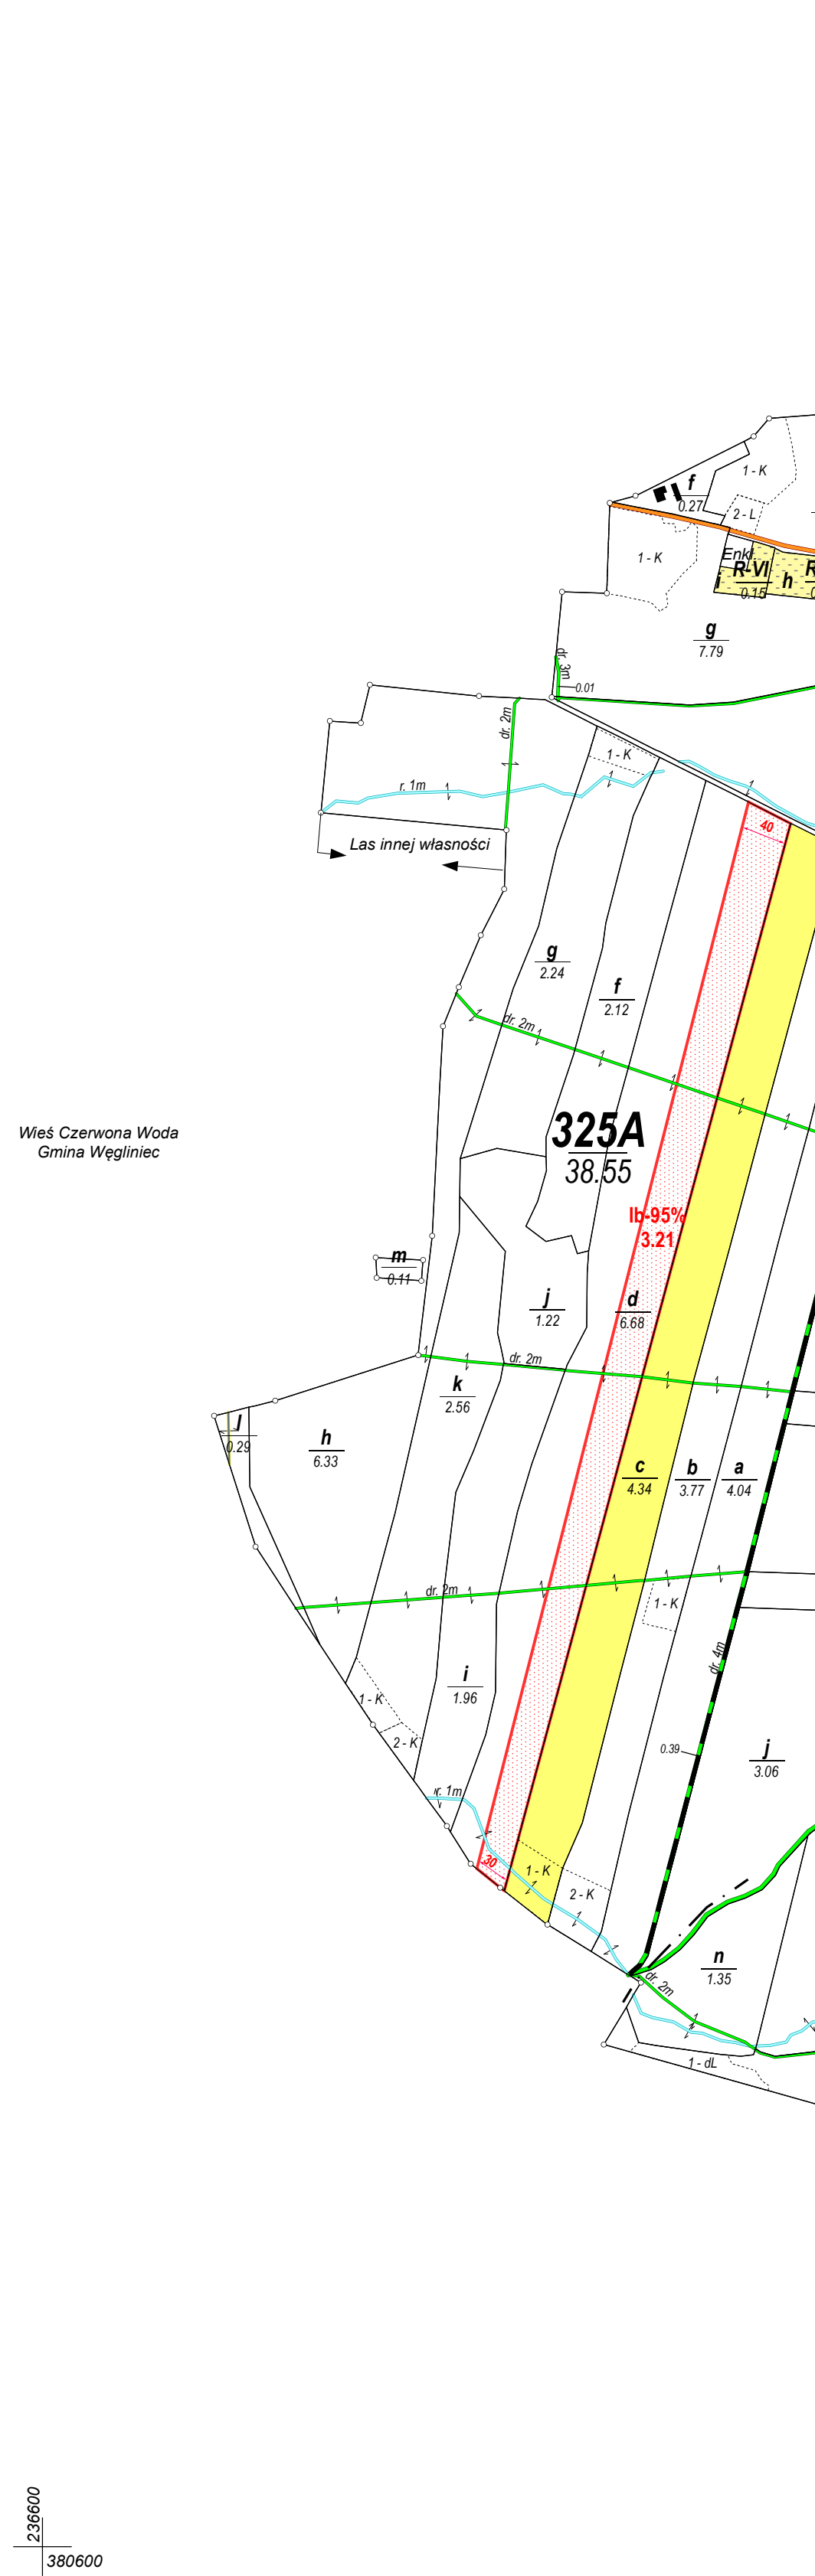 1 - K
f
0.27
2 - L
1 - K
Enkl
R-VI
i
0.15
h
g
7.79
dr. 3m
0.01
dr. 2m
1 - K
r. 1m
40
Las innej własności
g
2.24
f
2.12
dr. 2m
325A
38.55
Wieś Czerwona Woda
Gmina Węgliniec
Ib-95%
3.21
m
0.11
j
1.22
d
6.68
dr. 2m
k
2.56
l
0.29
h
6.33
c
4.34
b
3.77
a
4.04
dr. 2m
1 - K
dr. 4m
i
1.96
1 - K
2 - K
0.39
j
3.06
r. 1m
30
1 - K
2 - K
n
1.35
dr. 2m
1 - dL
236600
380600